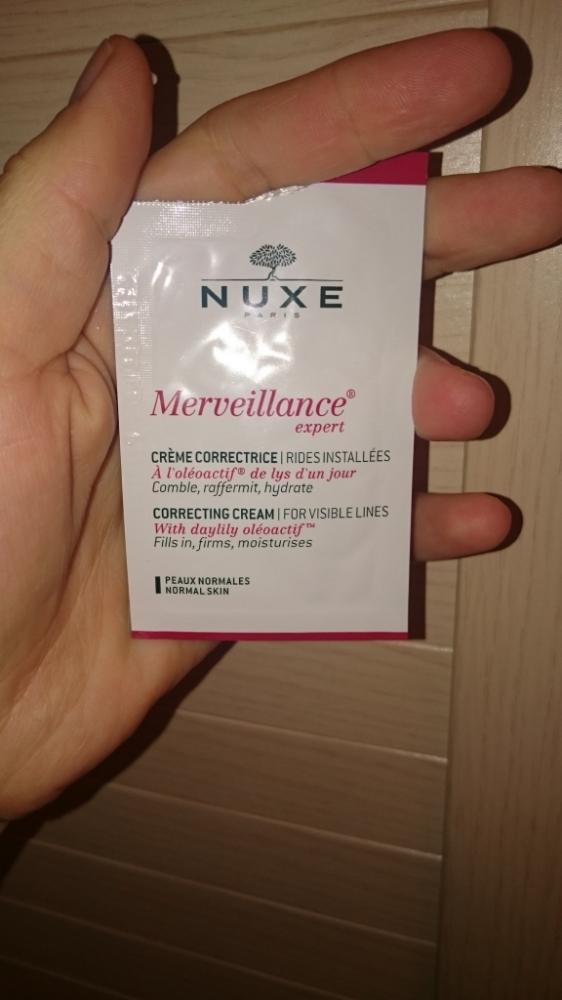 NUXE
PARIS
Merveillance®
expert
CRÈME CORRECTRICE | RIDES INSTALLÉES
À l'oléoactif® de lys d'un jour
Comble, raffermit, hydrate
CORRECTING CREAM | FOR VISIBLE LINES
With daylily oléoactif™
Fills in, firms, moisturises
PEAUX NORMALES
NORMAL SKIN